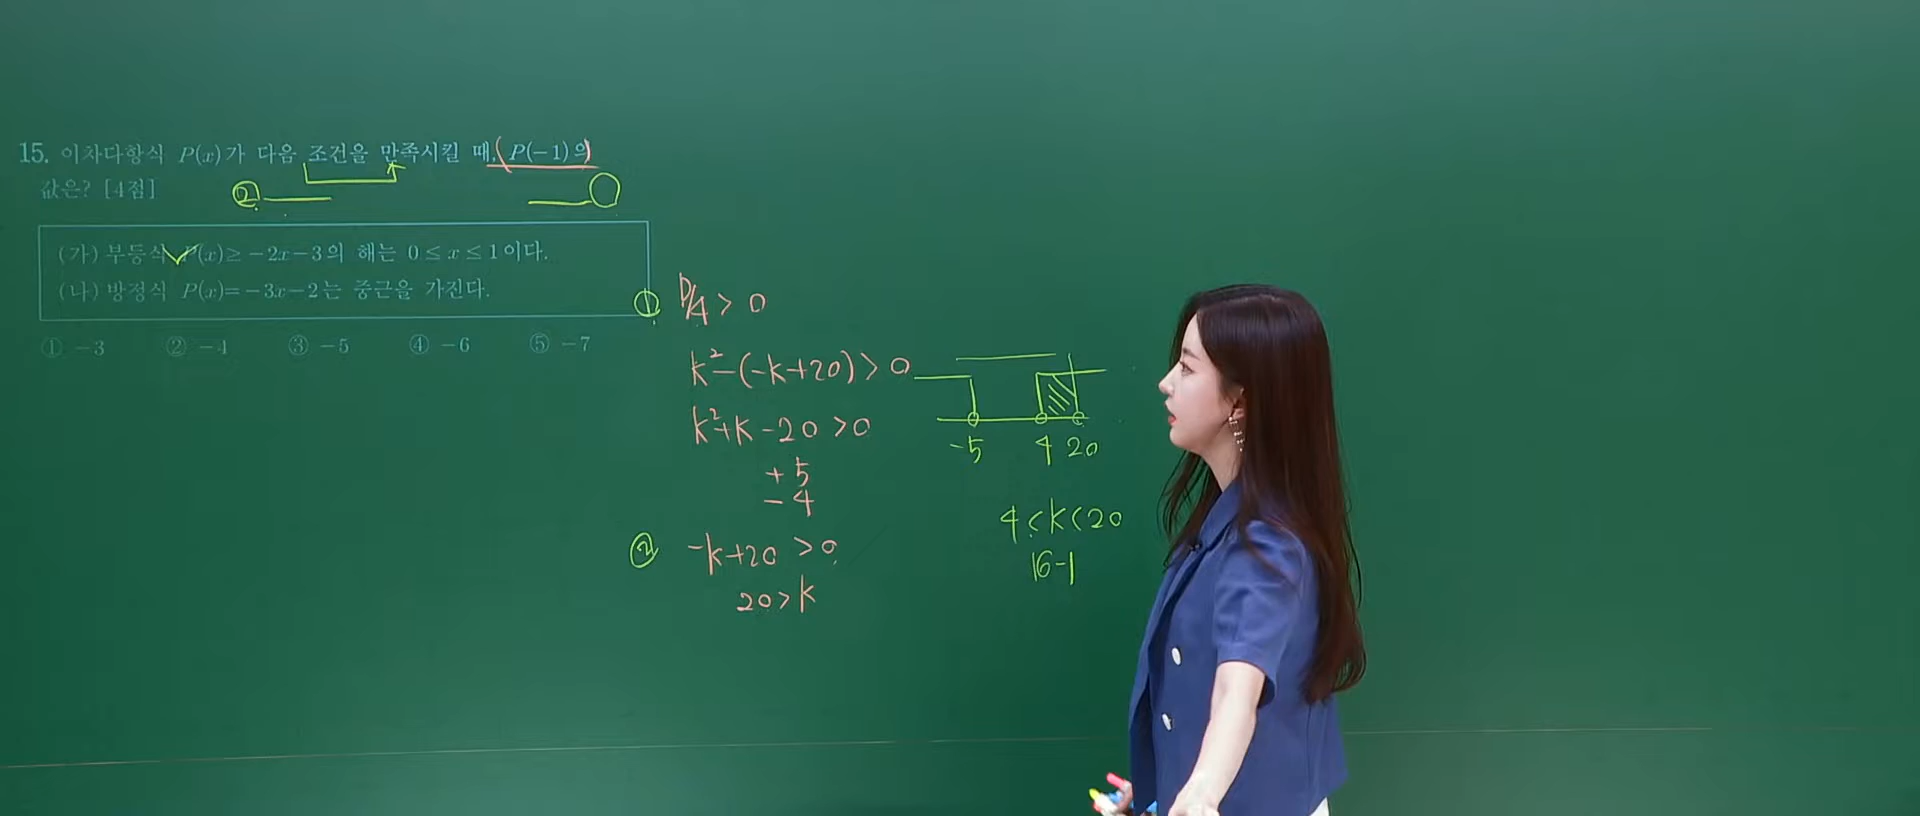 15. 이차다항식 P(x)가 다음 조건을 만족시킬 때, P(-1)의
값은? [4점]
②
(가) 부등식 P(x)≥-2x-3의 해는 0≤x≤1이다.
(나) 방정식 P(x)=-3x-2는 중근을 가진다.
① -3 ② -4 ③ -5 ④ -6 ⑤ -7
① D/4 > 0
k²-(-k+20)>0
k²+k-20>0
+5
-4
② -k+20>0
20>k
-5 4 20
4<k<20
16-1